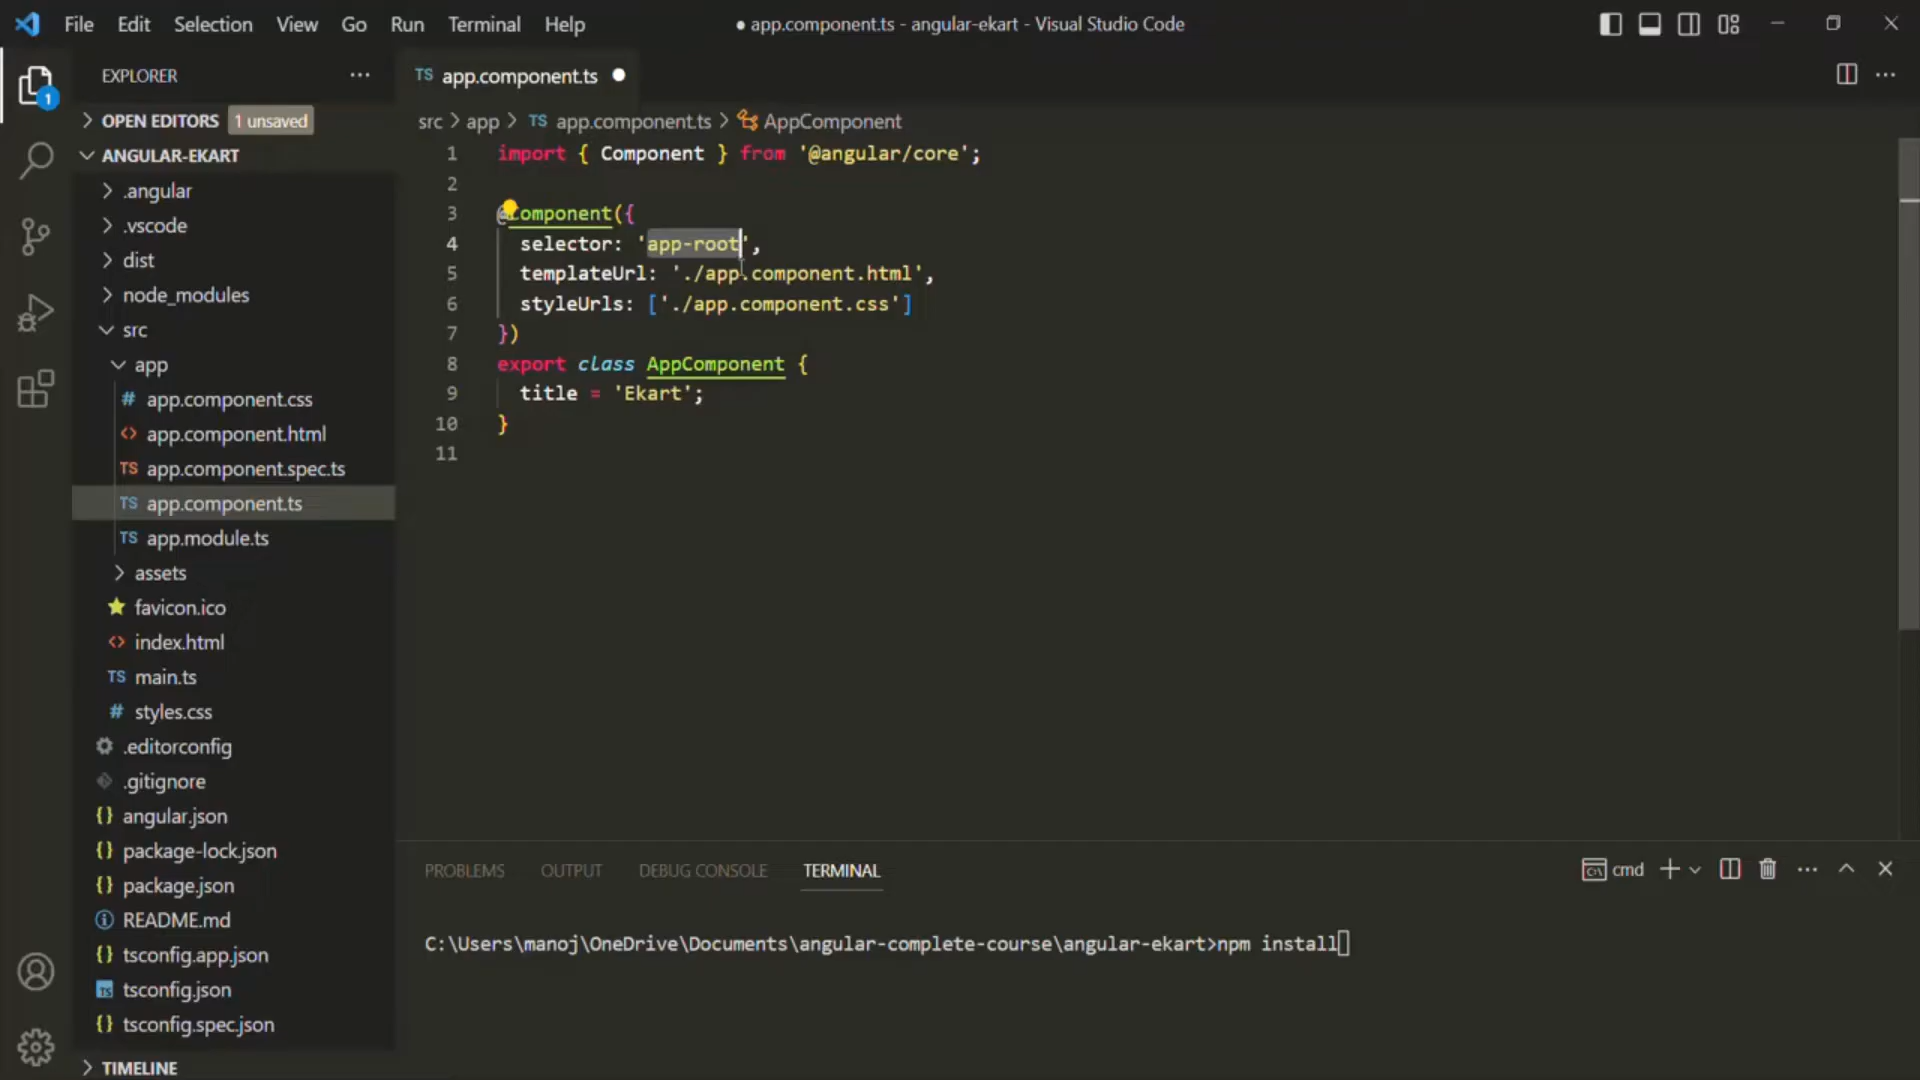 File Edit Selection View Go Run Terminal Help
● app.component.ts - angular-ekart - Visual Studio Code
EXPLORER
OPEN EDITORS 1 unsaved
ANGULAR-EKART
.angular
.vscode
dist
node_modules
src
app
app.component.css
app.component.html
TS app.component.spec.ts
TS app.component.ts
TS app.module.ts
assets
favicon.ico
index.html
TS main.ts
# styles.css
.editorconfig
.gitignore
{} angular.json
{} package-lock.json
{} package.json
README.md
tsconfig.app.json
TS tsconfig.json
{} tsconfig.spec.json
TIMELINE
1
TS app.component.ts ●
src > app > TS app.component.ts > AppComponent
1 import { Component } from '@angular/core';
2
3 @Component({
4 selector: 'app-root',
5 templateUrl: './app.component.html',
6 styleUrls: ['./app.component.css']
7 })
8 export class AppComponent {
9 title = 'Ekart';
10 }
11
PROBLEMS OUTPUT DEBUG CONSOLE TERMINAL
cmd
C:\Users\manoj\OneDrive\Documents\angular-complete-course\angular-ekart>npm install